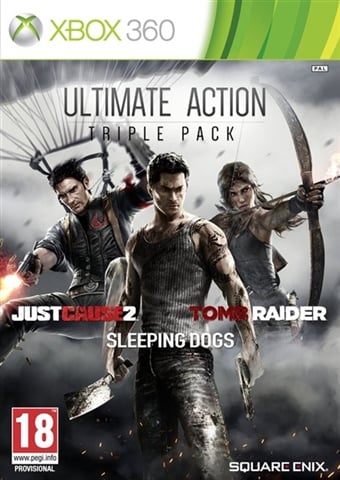 XBOX 360
PAL
ULTIMATE ACTION
TRIPLE PACK
JUST CAUSE 2
TOMB RAIDER
SLEEPING DOGS
18
www.pegi.info
PROVISIONAL
SQUARE ENIX